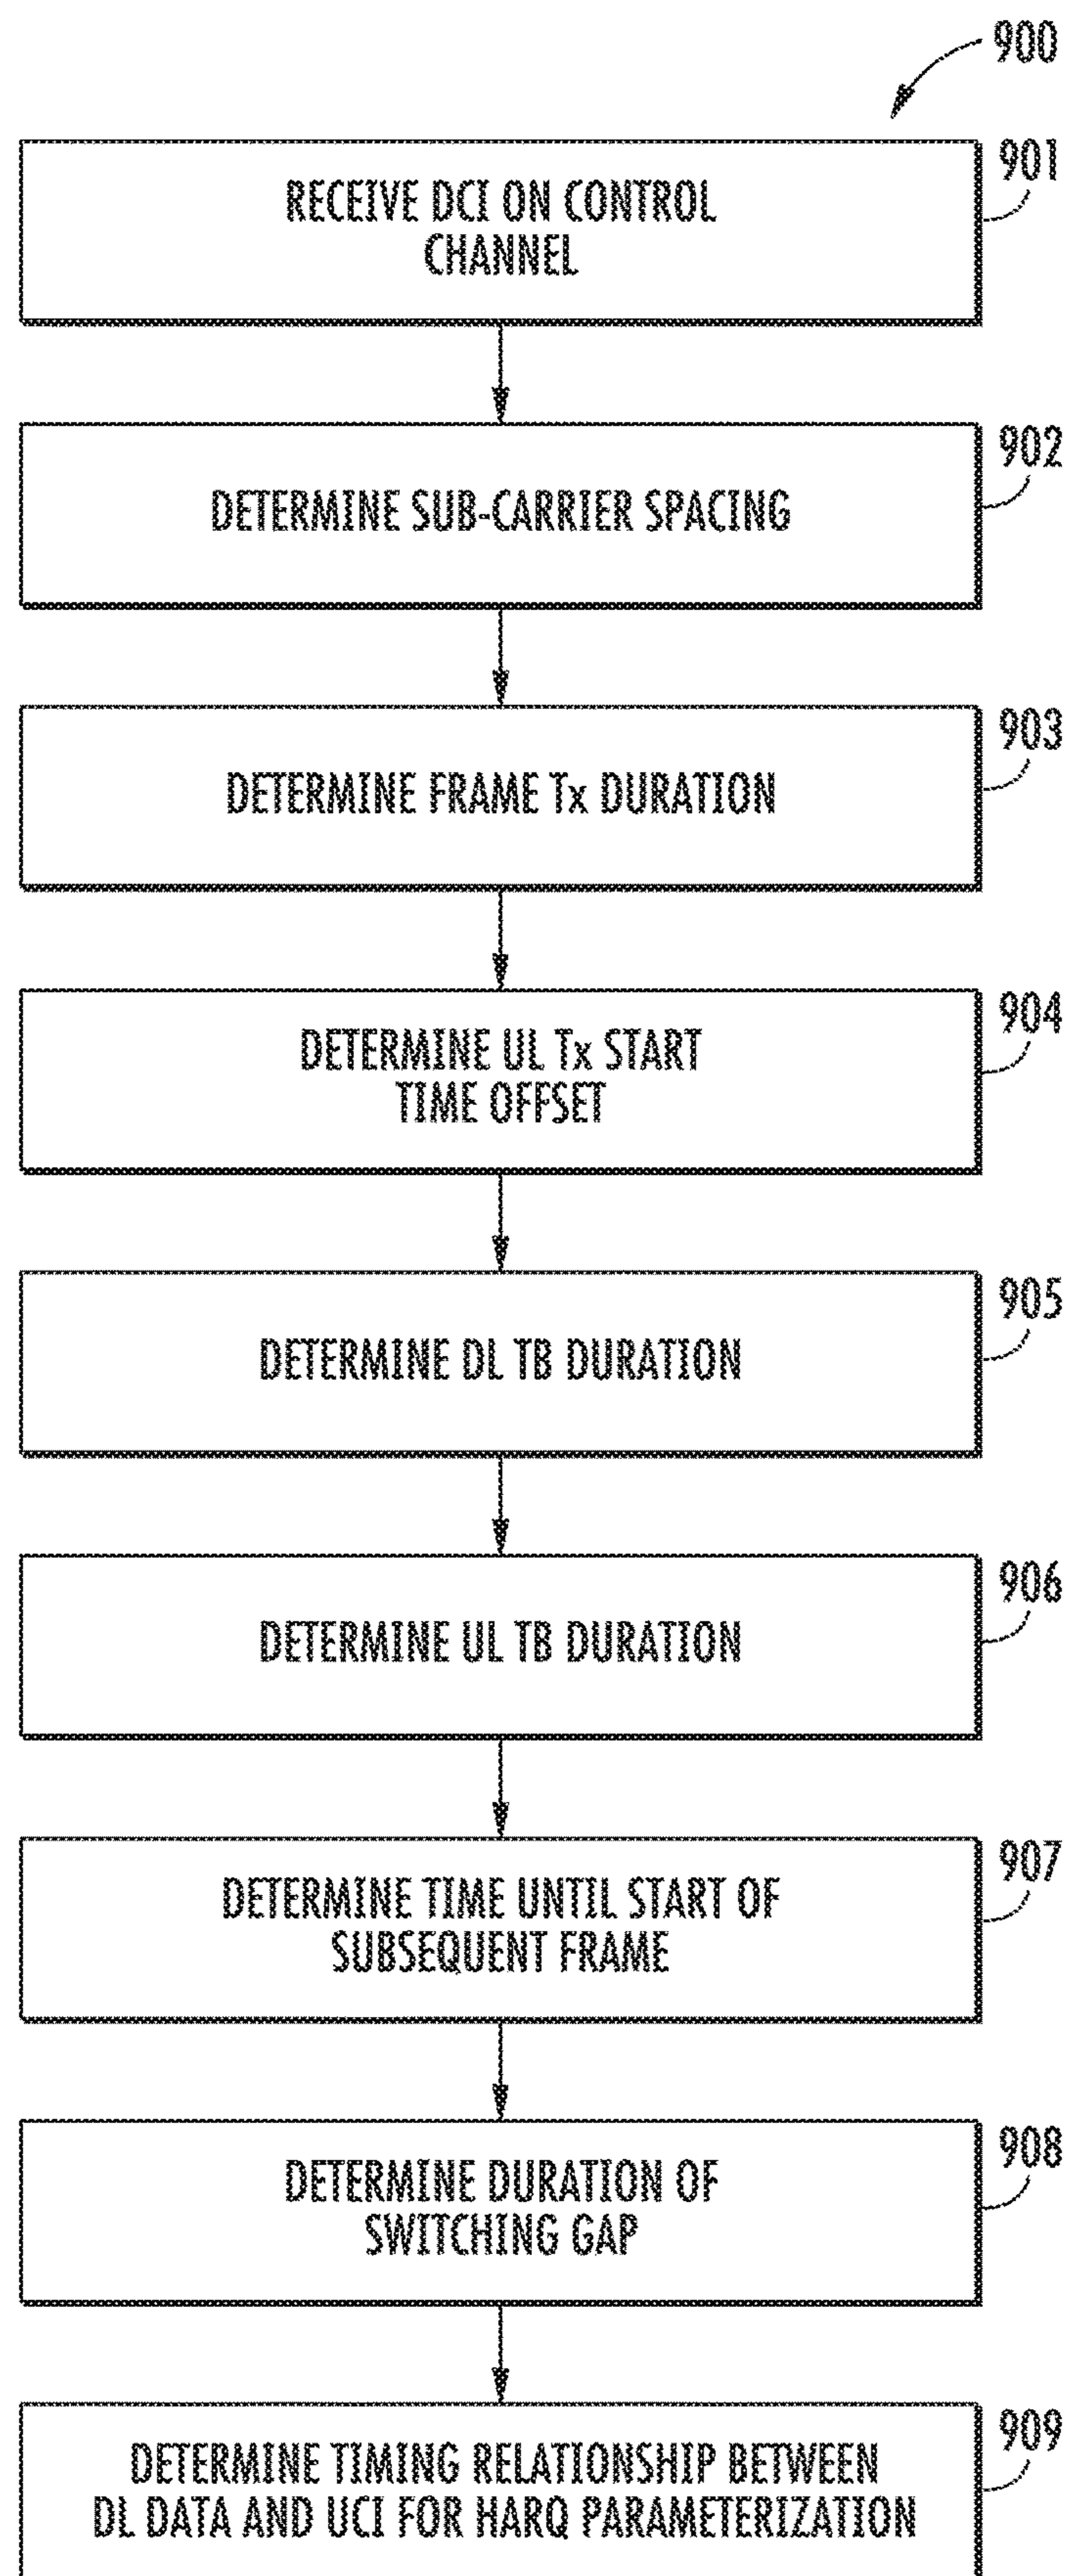 900
901
RECEIVE DCI ON CONTROL
CHANNEL
902
DETERMINE SUB-CARRIER SPACING
903
DETERMINE FRAME Tx DURATION
904
DETERMINE UL Tx START
TIME OFFSET
905
DETERMINE DL TB DURATION
906
DETERMINE UL TB DURATION
907
DETERMINE TIME UNTIL START OF
SUBSEQUENT FRAME
908
DETERMINE DURATION OF
SWITCHING GAP
909
DETERMINE TIMING RELATIONSHIP BETWEEN
DL DATA AND UCI FOR HARQ PARAMETERIZATION